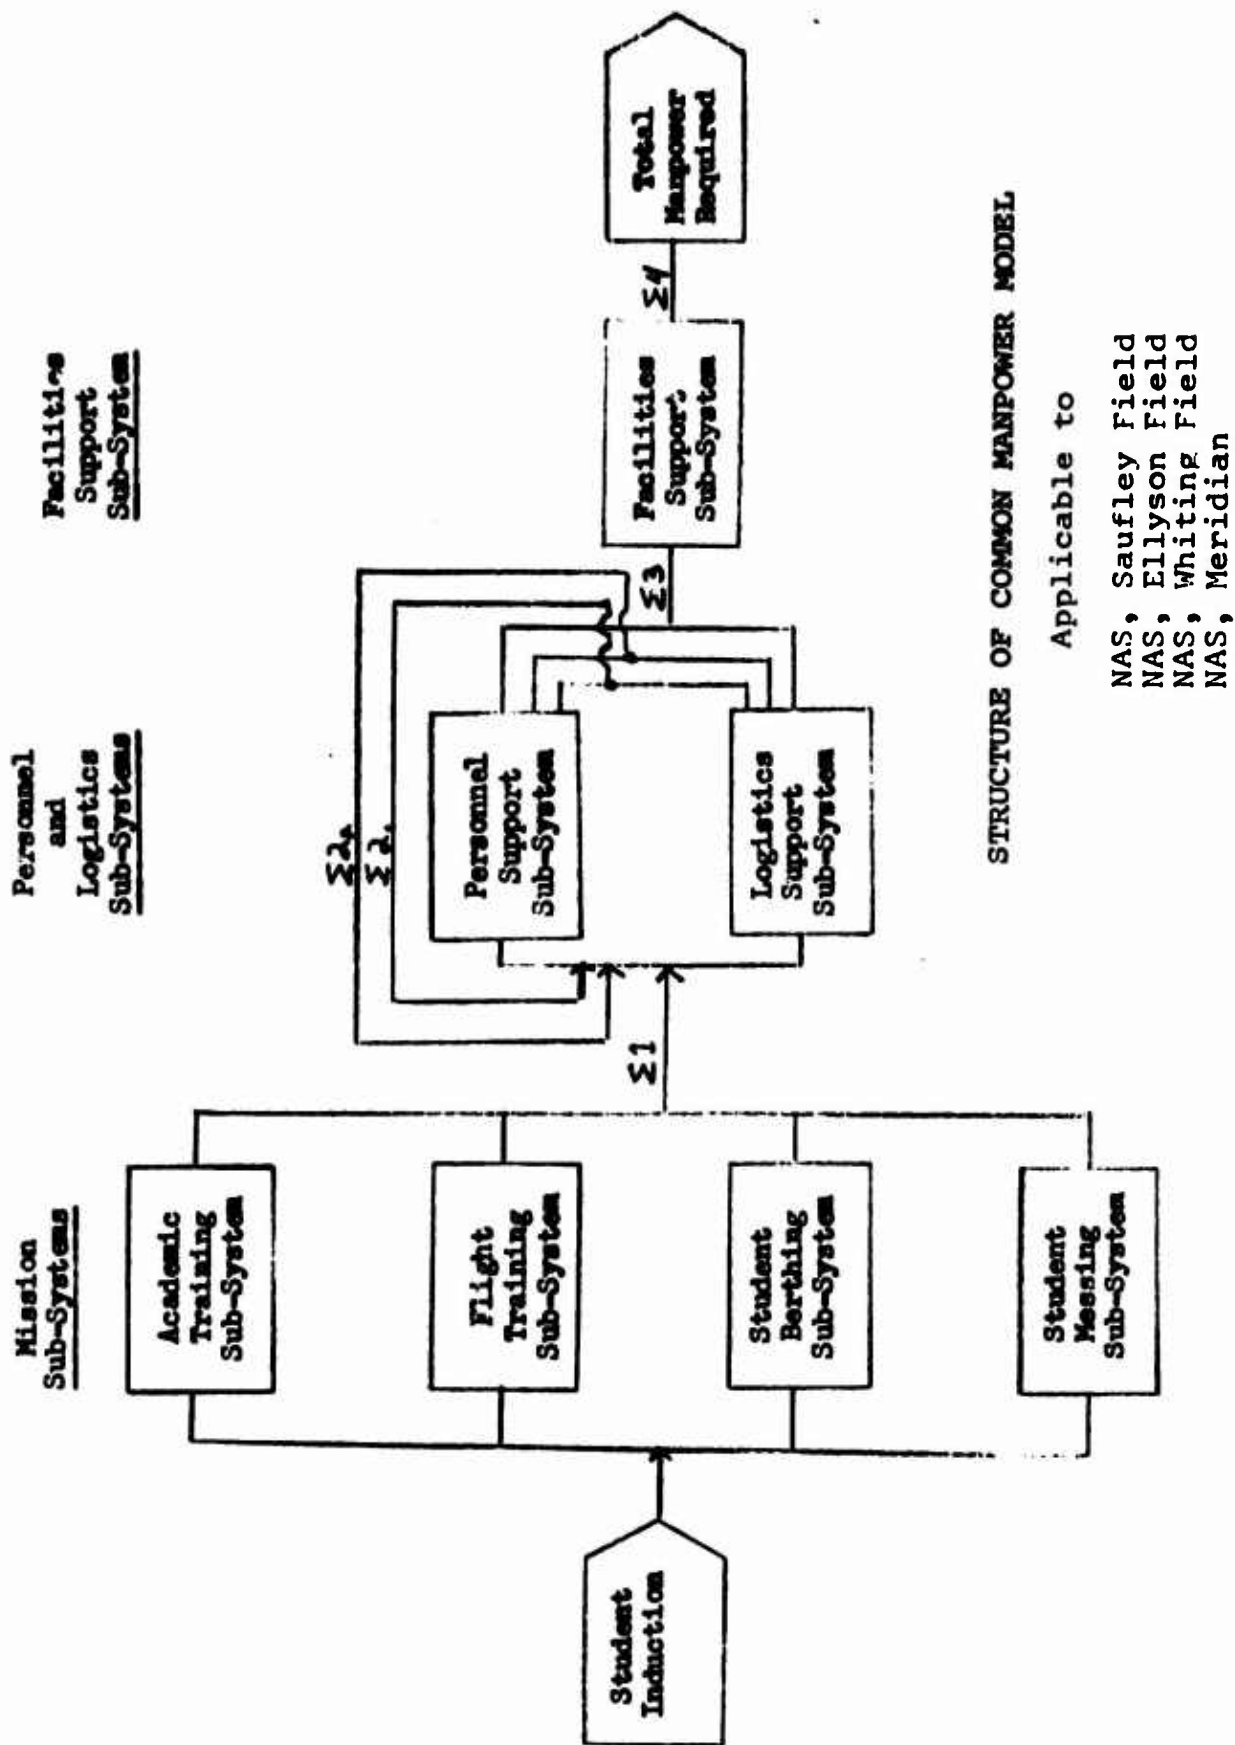 Mission
Sub-Systems
Personnel
and
Logistics
Sub-Systems
Facilities
Support
Sub-System
Student
Induction
Academic
Training
Sub-System
Flight
Training
Sub-System
Student
Berthing
Sub-System
Student
Messing
Sub-System
Σ1
Σ2
Σ2
Personnel
Support
Sub-System
Logistics
Support
Sub-System
Σ3
Facilities
Support
Sub-System
Σ4
Total
Manpower
Required
STRUCTURE OF COMMON MANPOWER MODEL
Applicable to
NAS, Saufley Field
NAS, Ellyson Field
NAS, Whiting Field
NAS, Meridian